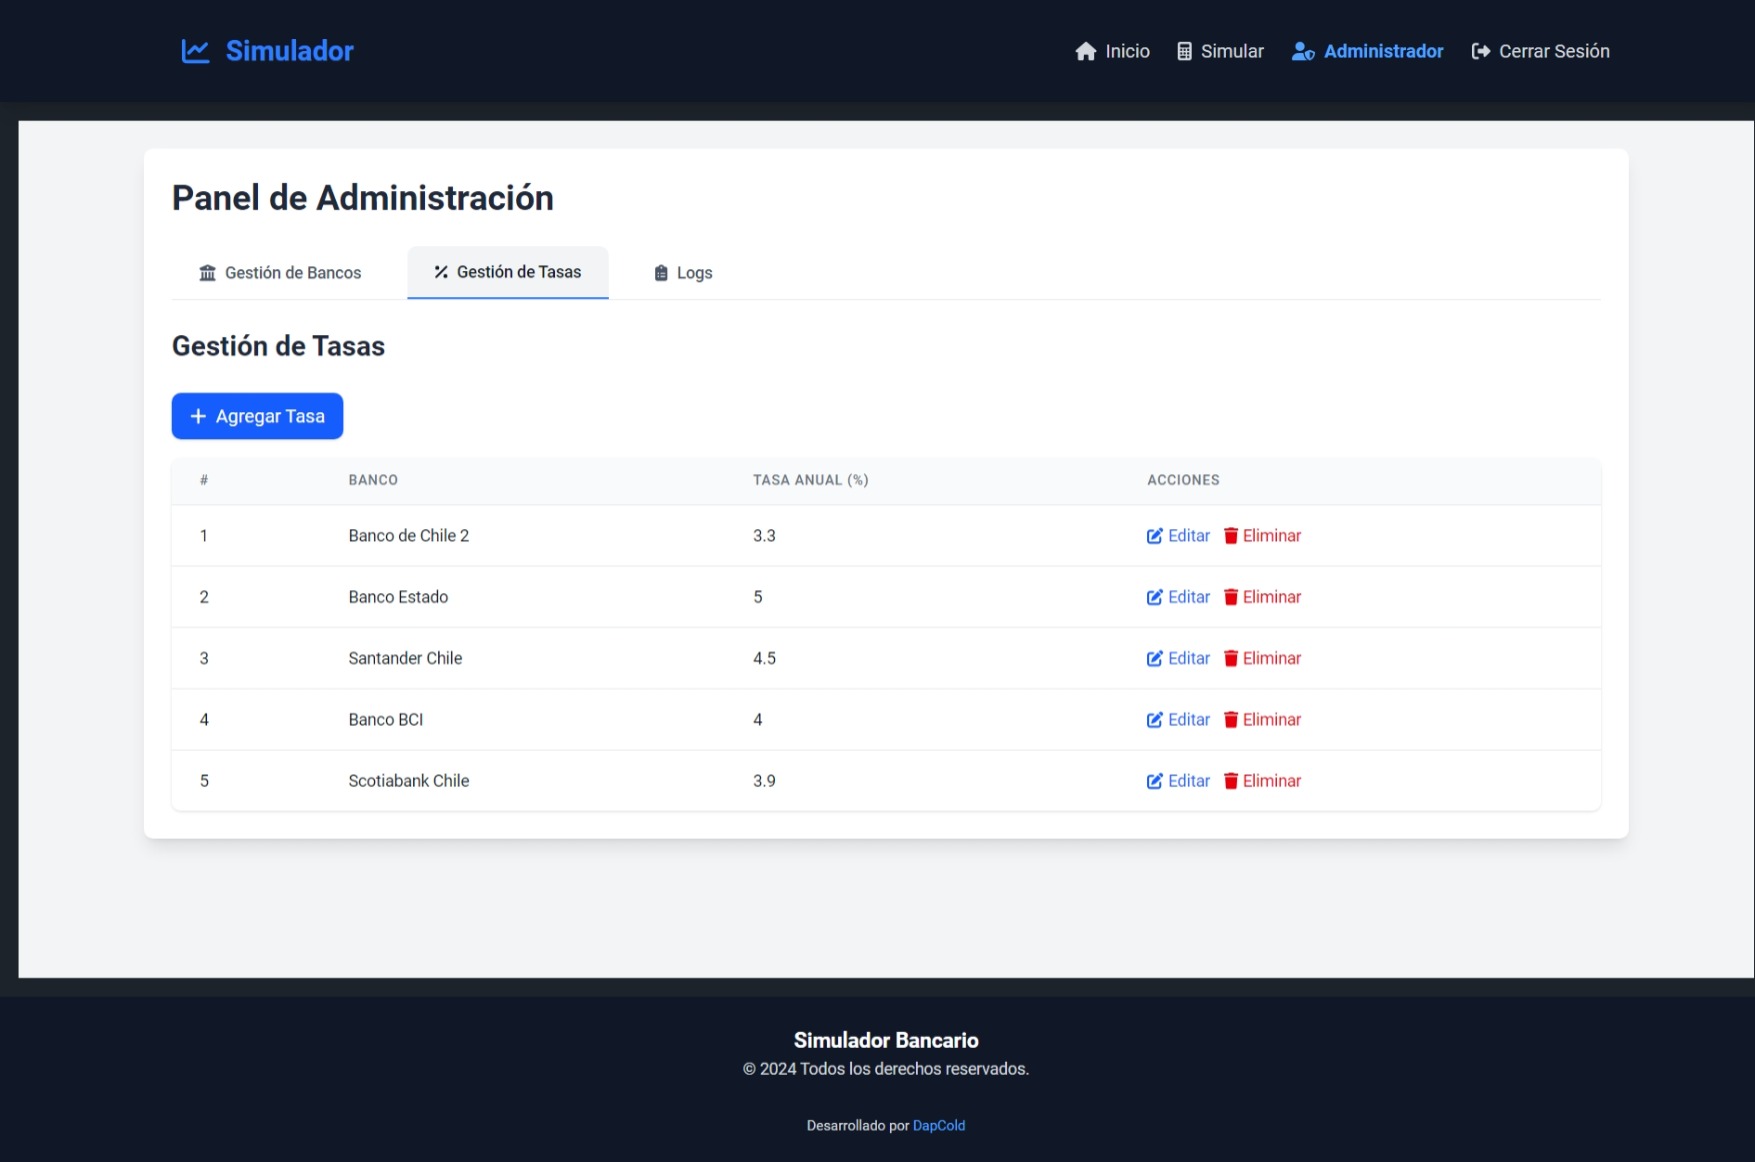 Simulador
Inicio Simular Administrador Cerrar Sesión
Panel de Administración
Gestión de Bancos Gestión de Tasas Logs
Gestión de Tasas
+ Agregar Tasa
# BANCO TASA ANUAL (%) ACCIONES
1 Banco de Chile 2 3.3 Editar Eliminar
2 Banco Estado 5 Editar Eliminar
3 Santander Chile 4.5 Editar Eliminar
4 Banco BCI 4 Editar Eliminar
5 Scotiabank Chile 3.9 Editar Eliminar
Simulador Bancario
© 2024 Todos los derechos reservados.
Desarrollado por DapCold